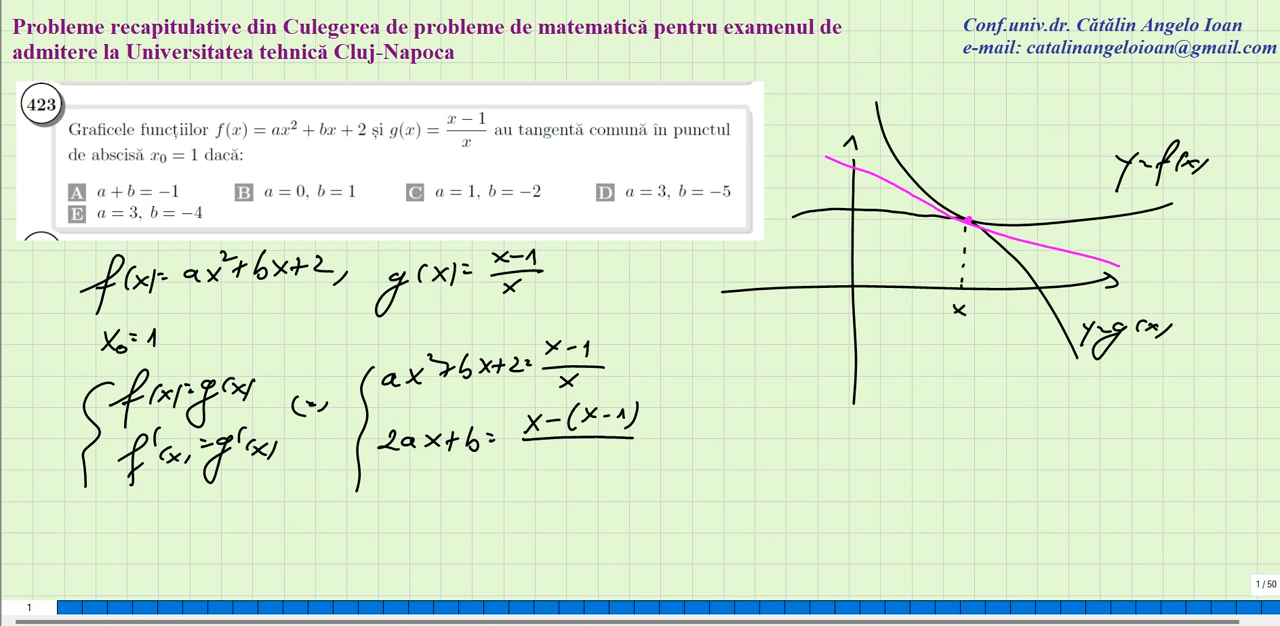 Probleme recapitulative din Culegerea de probleme de matematică pentru examenul de
admitere la Universitatea tehnică Cluj-Napoca
Conf.univ.dr. Cătălin Angelo Ioan
e-mail: catalinangeloioan@gmail.com
423
Graficele funcțiilor f(x) = ax² + bx + 2 și g(x) = (x − 1)/x au tangentă comună în punctul
de abscisă x₀ = 1 dacă:
A a + b = −1 B a = 0, b = 1 C a = 1, b = −2 D a = 3, b = −5
E a = 3, b = −4
f(x) = ax² + bx + 2, g(x) = (x−1)/x
x₀ = 1
{ f(x) = g(x) (=) { ax² + bx + 2 = (x−1)/x
f'(x) = g'(x) 2ax + b = x − (x−1)
y = f(x)
x
y = g(x)
1 / 50
1